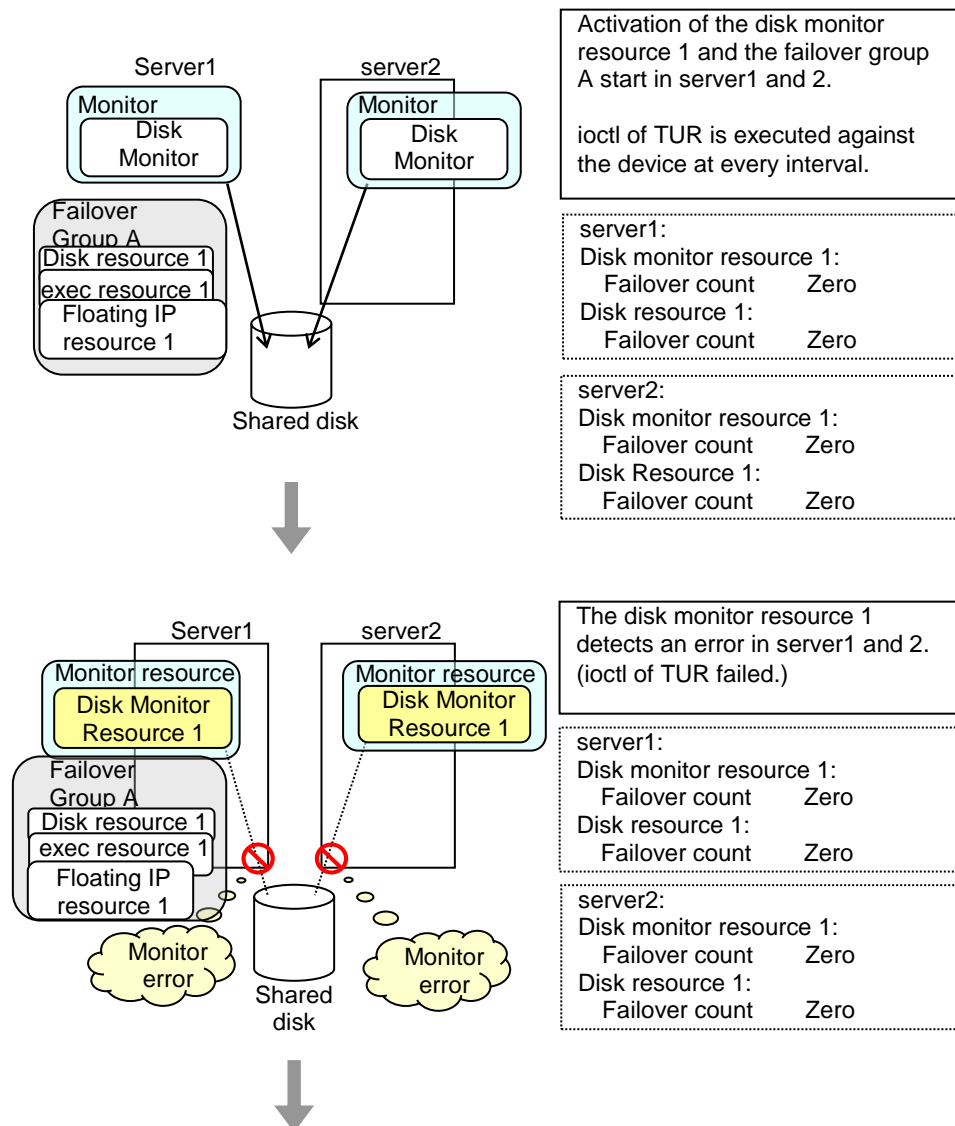 Server1
server2
Monitor
Disk
Monitor
Monitor
Disk
Monitor
Failover
Group A
Disk resource 1
exec resource 1
Floating IP
resource 1
Shared disk
Activation of the disk monitor
resource 1 and the failover group
A start in server1 and 2.
ioctl of TUR is executed against
the device at every interval.
server1:
Disk monitor resource 1:
Failover count Zero
Disk resource 1:
Failover count Zero
server2:
Disk monitor resource 1:
Failover count Zero
Disk Resource 1:
Failover count Zero
Server1
server2
Monitor resource
Disk Monitor
Resource 1
Monitor resource
Disk Monitor
Resource 1
Failover
Group A
Disk resource 1
exec resource 1
Floating IP
resource 1
Monitor
error
Monitor
error
Shared
disk
The disk monitor resource 1
detects an error in server1 and 2.
(ioctl of TUR failed.)
server1:
Disk monitor resource 1:
Failover count Zero
Disk resource 1:
Failover count Zero
server2:
Disk monitor resource 1:
Failover count Zero
Disk resource 1:
Failover count Zero